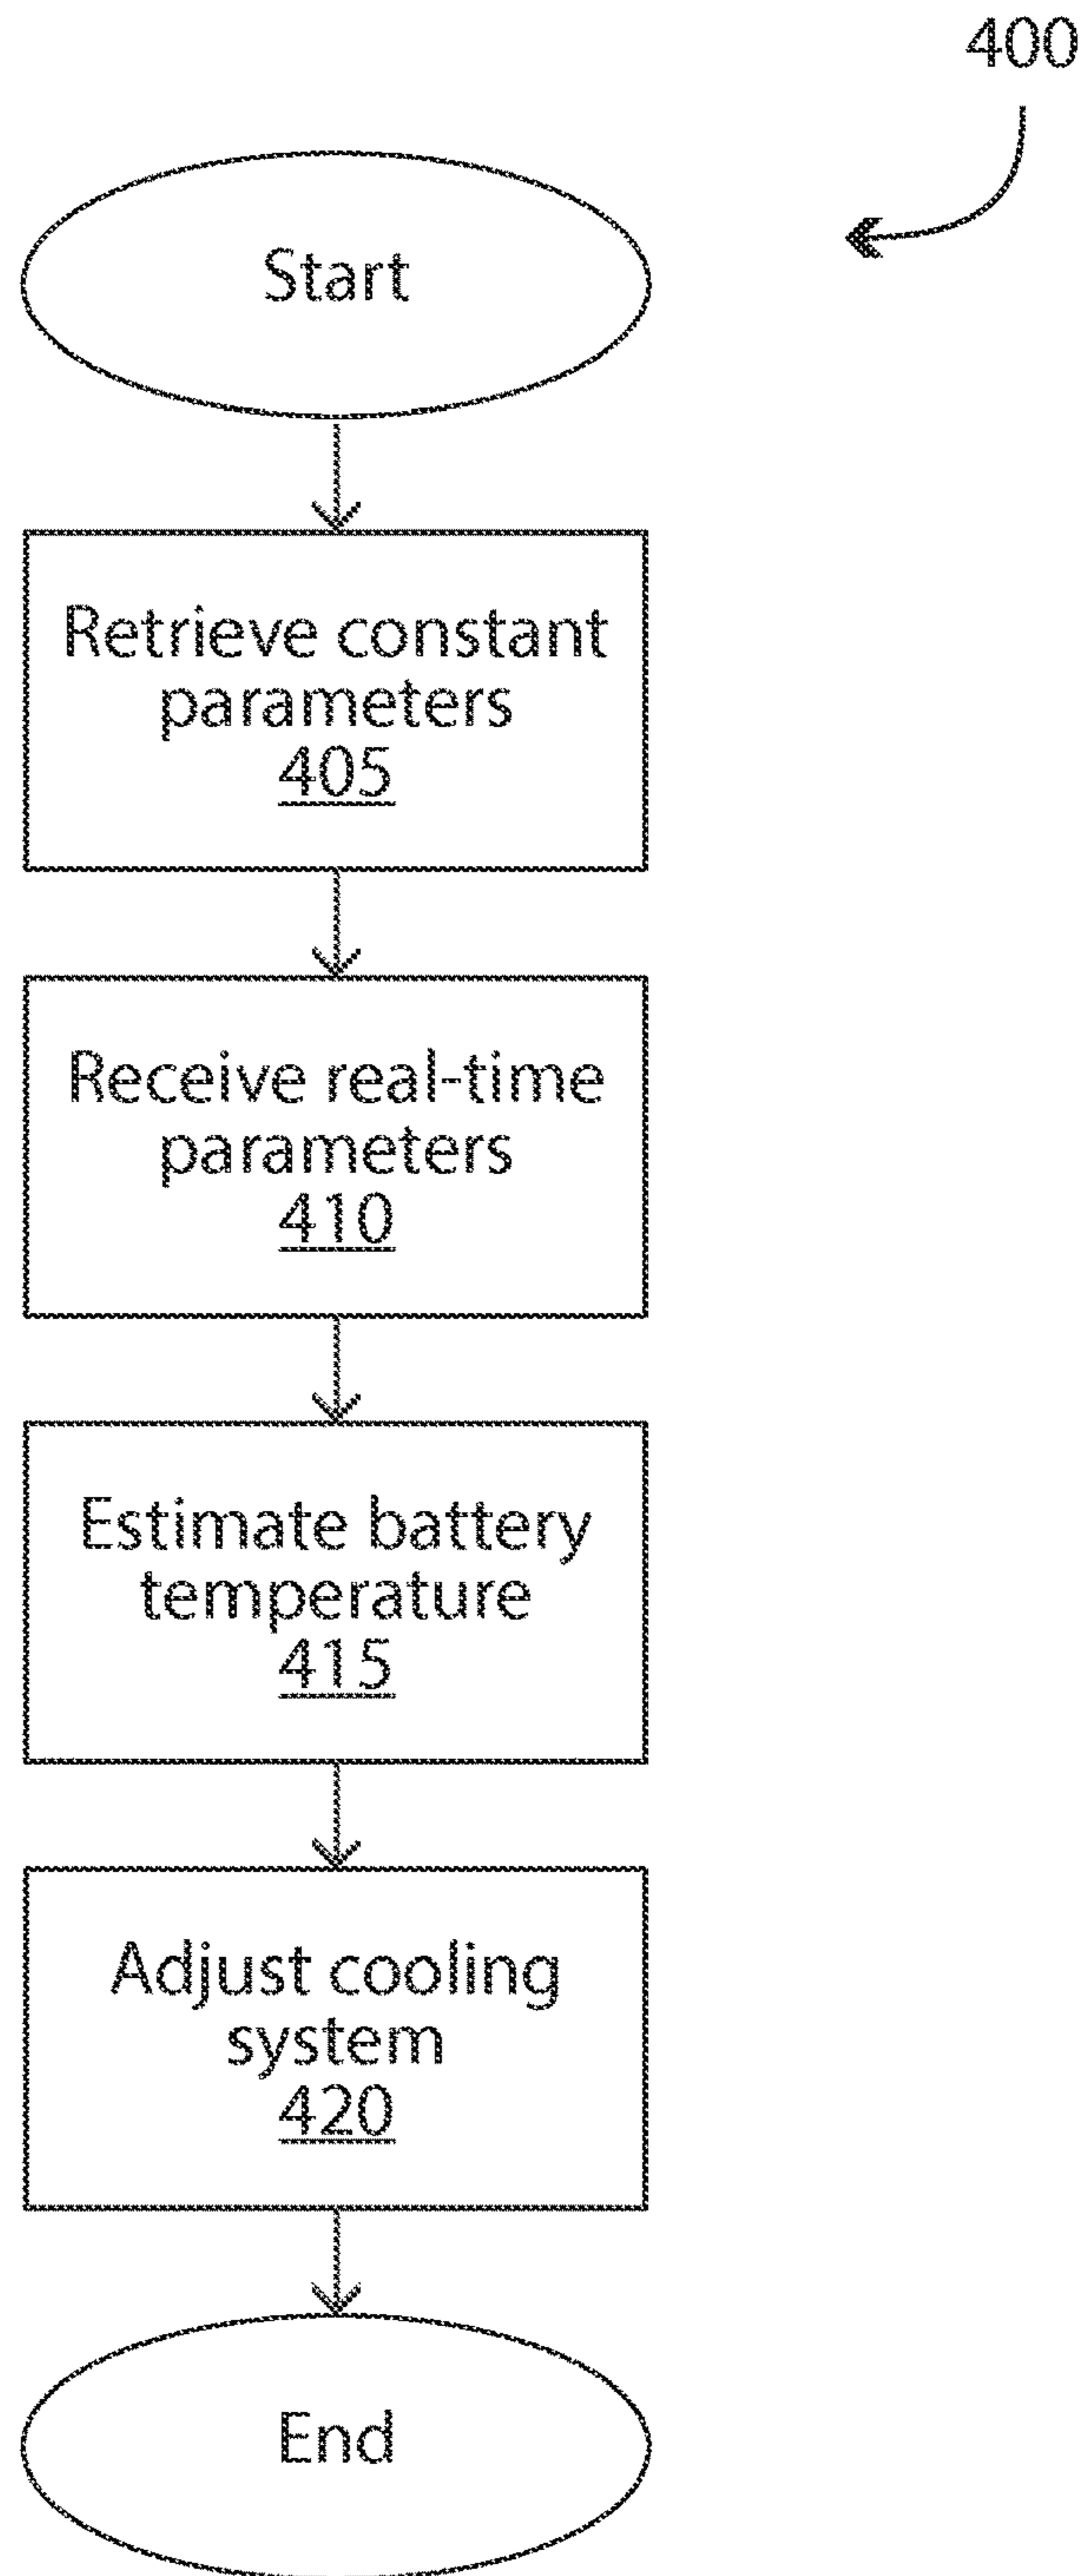 400
Start
Retrieve constant
parameters
405
Receive real-time
parameters
410
Estimate battery
temperature
415
Adjust cooling
system
420
End